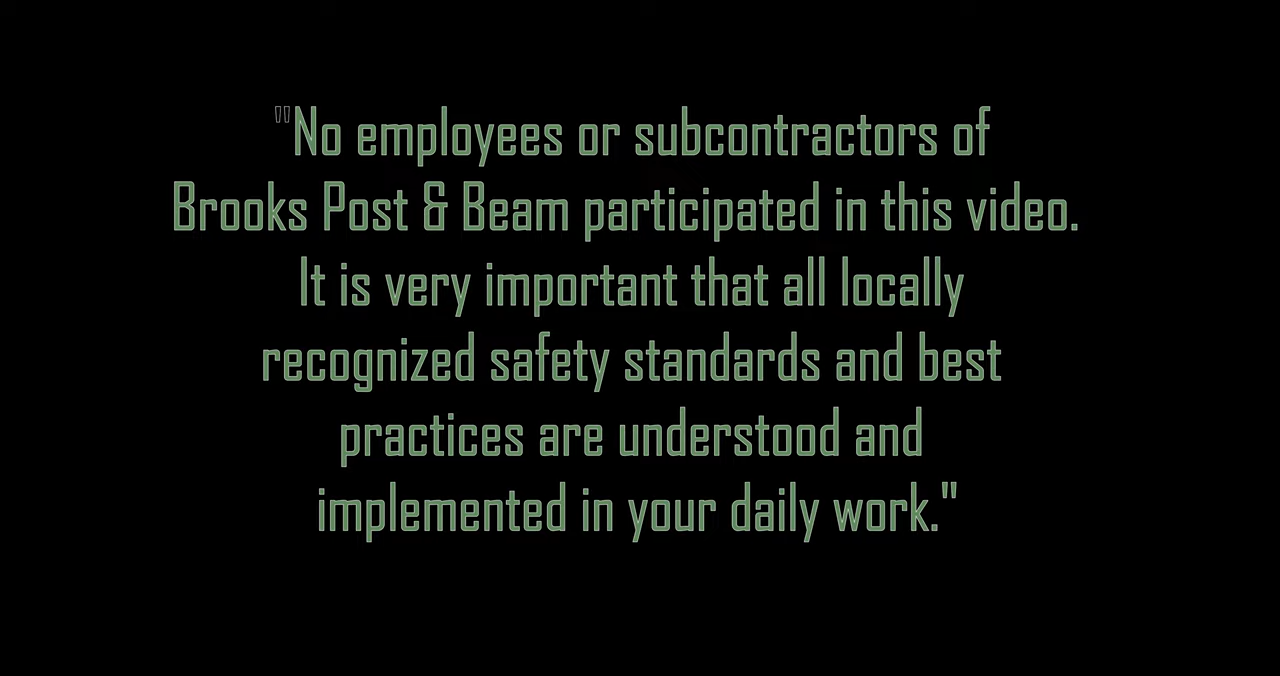 "No employees or subcontractors of
Brooks Post & Beam participated in this video.
It is very important that all locally
recognized safety standards and best
practices are understood and
implemented in your daily work."